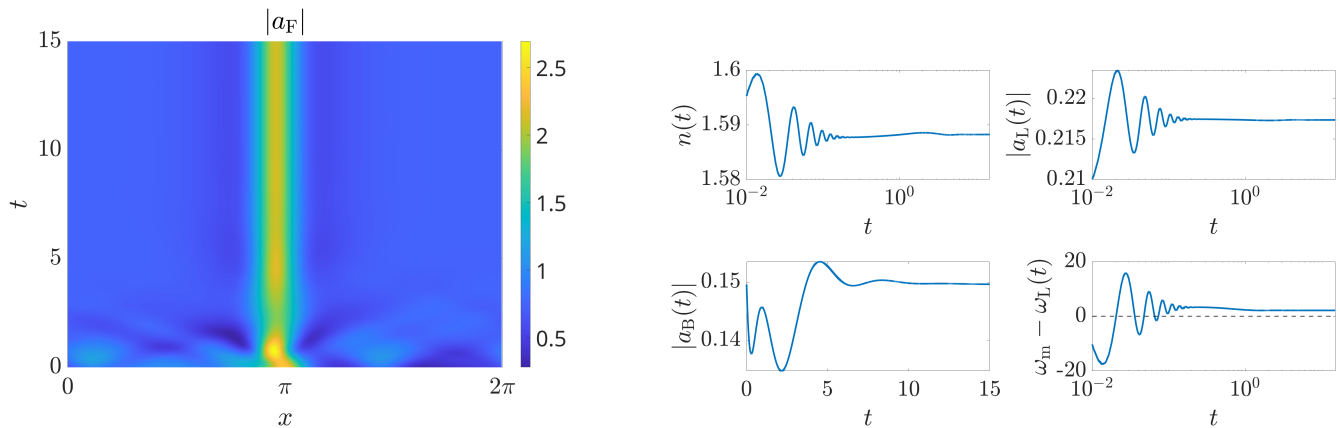 |a_F|
15
10
5
0
t
0
π
2π
x
2.5
2
1.5
1
0.5
1.6
1.59
1.58
n(t)
10^{-2}
10^0
t
0.22
0.215
0.21
|a_L(t)|
10^{-2}
10^0
t
0.15
0.14
|a_B(t)|
0
5
10
15
t
20
0
-20
ω_m − ω_L(t)
10^{-2}
10^0
t